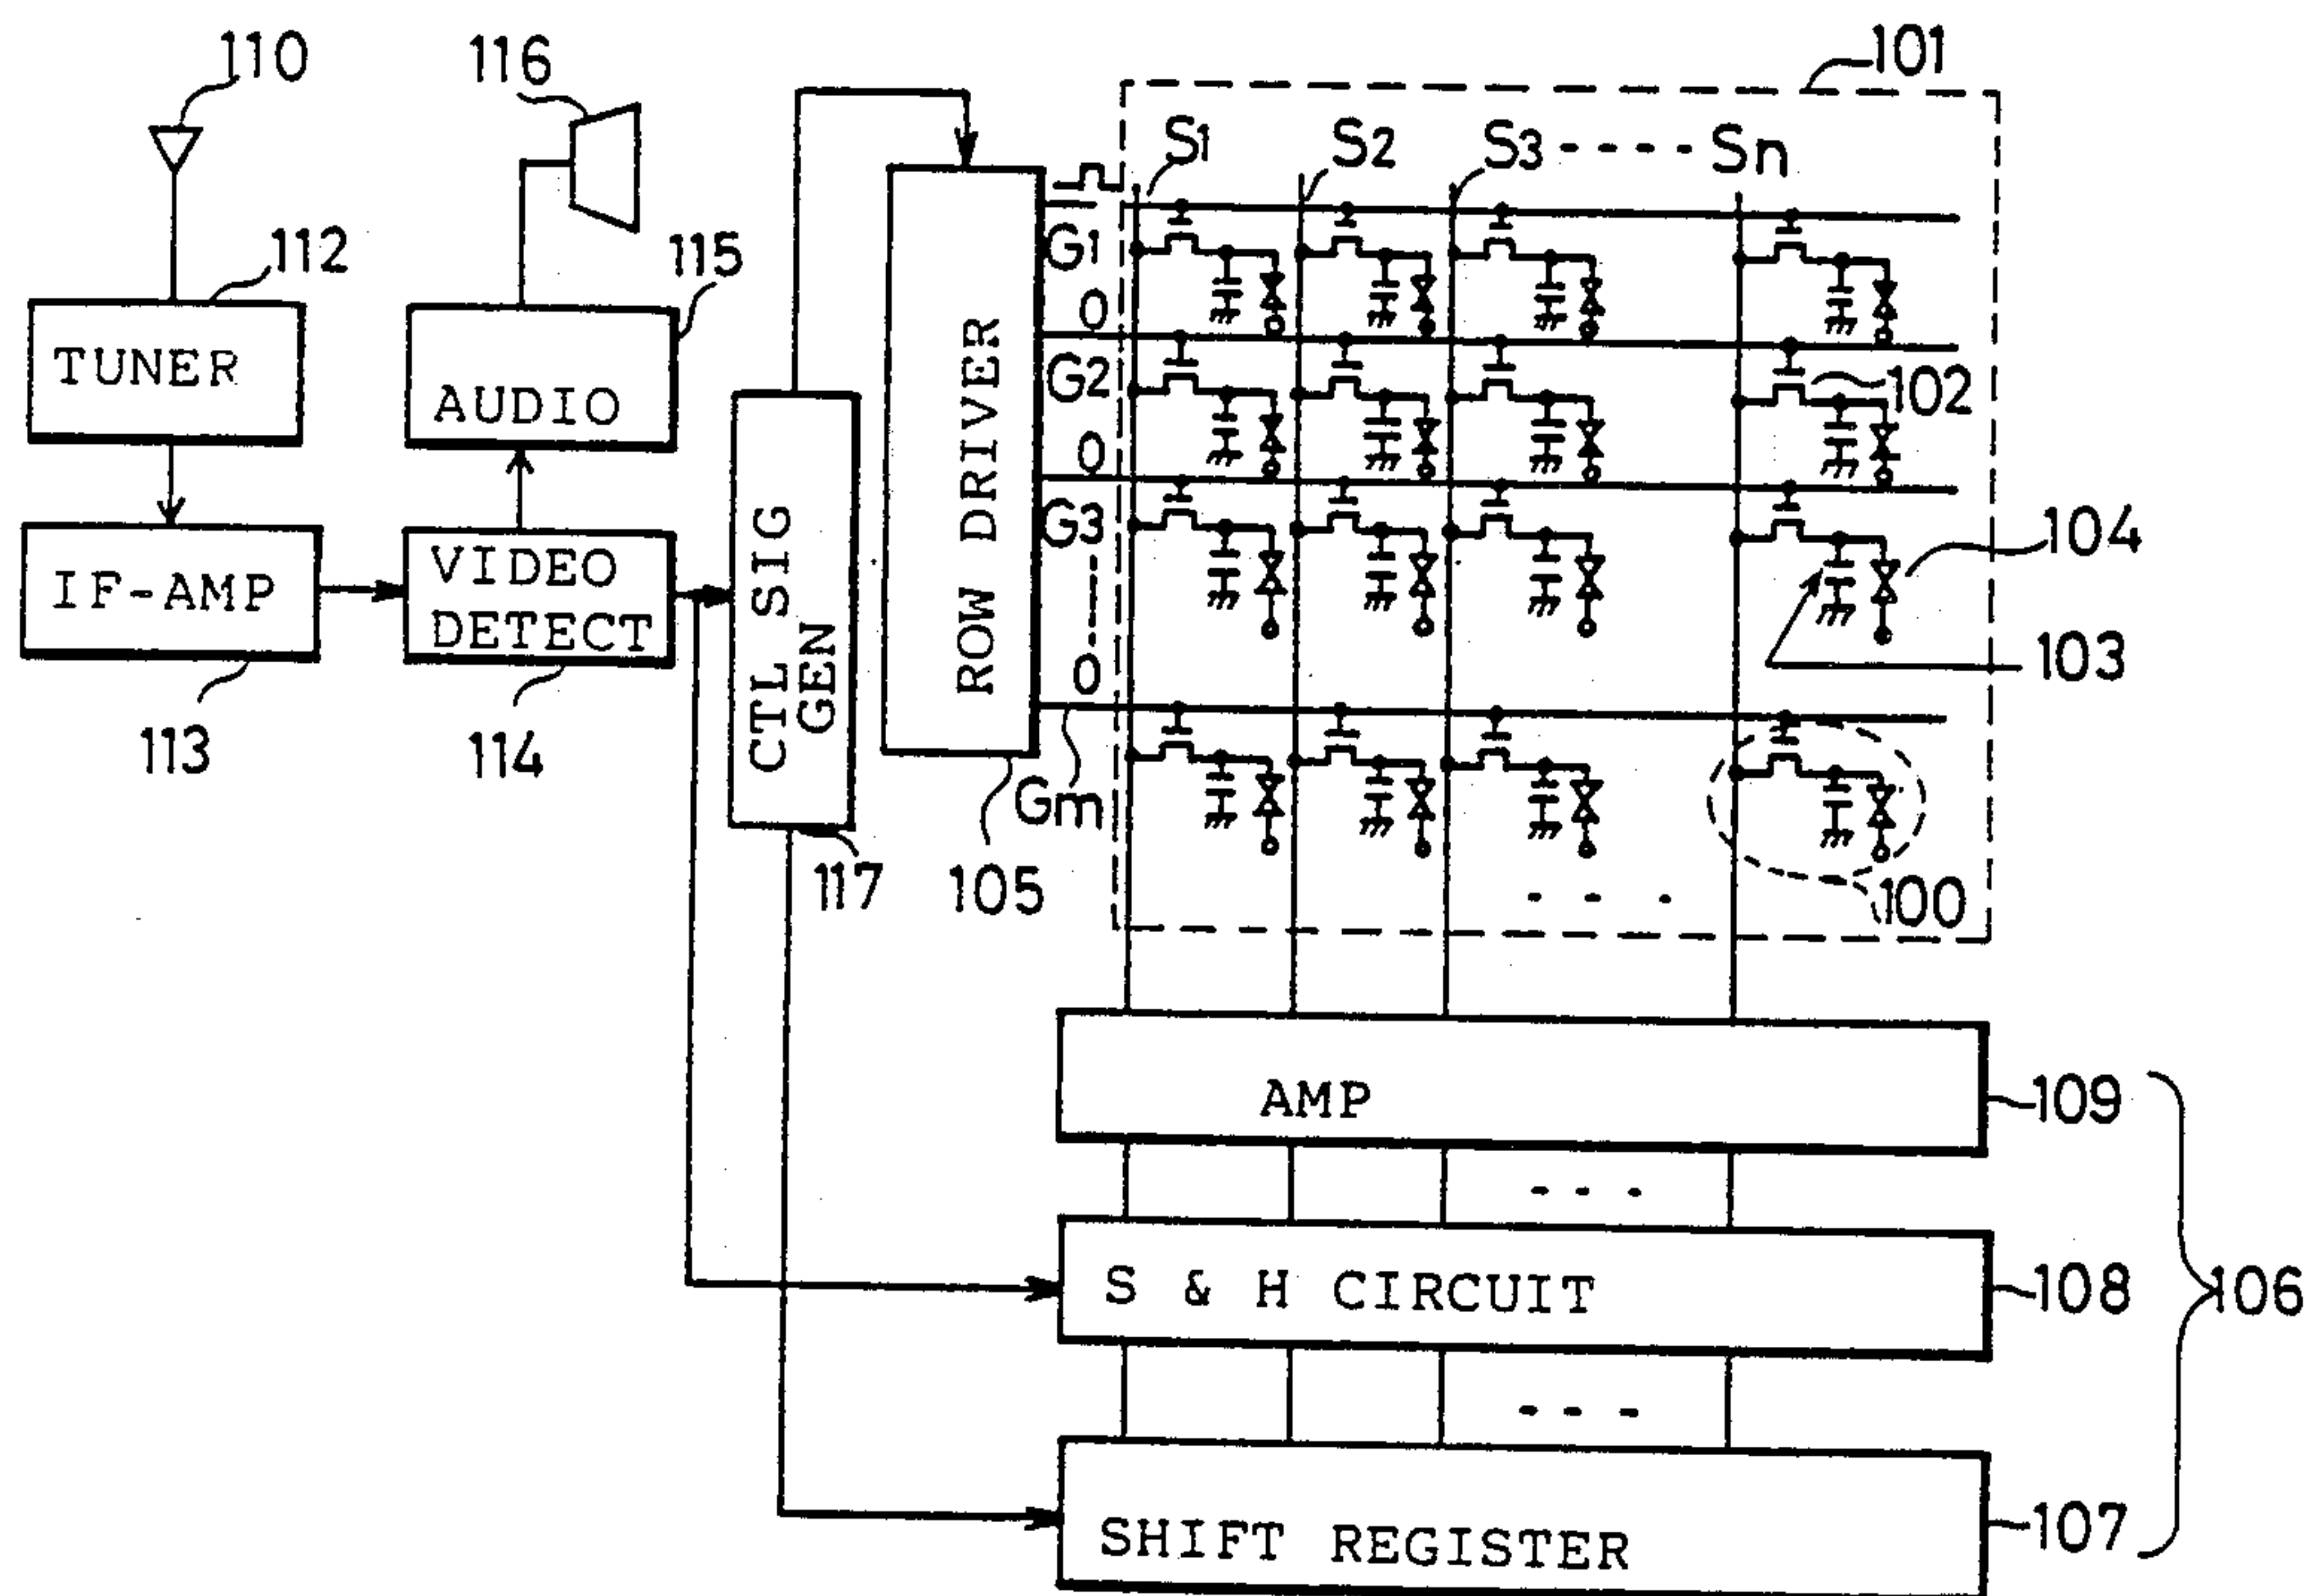 110
116
101
S1
S2
S3 ---- Sn
112
115
G1
TUNER
AUDIO
0
G2
102
0
G3
104
IF-AMP
VIDEO
DETECT
CTL SIG
GEN
ROW DRIVER
103
0
113
114
Gm
117
105
100
AMP
109
S & H CIRCUIT
108
106
SHIFT REGISTER
107